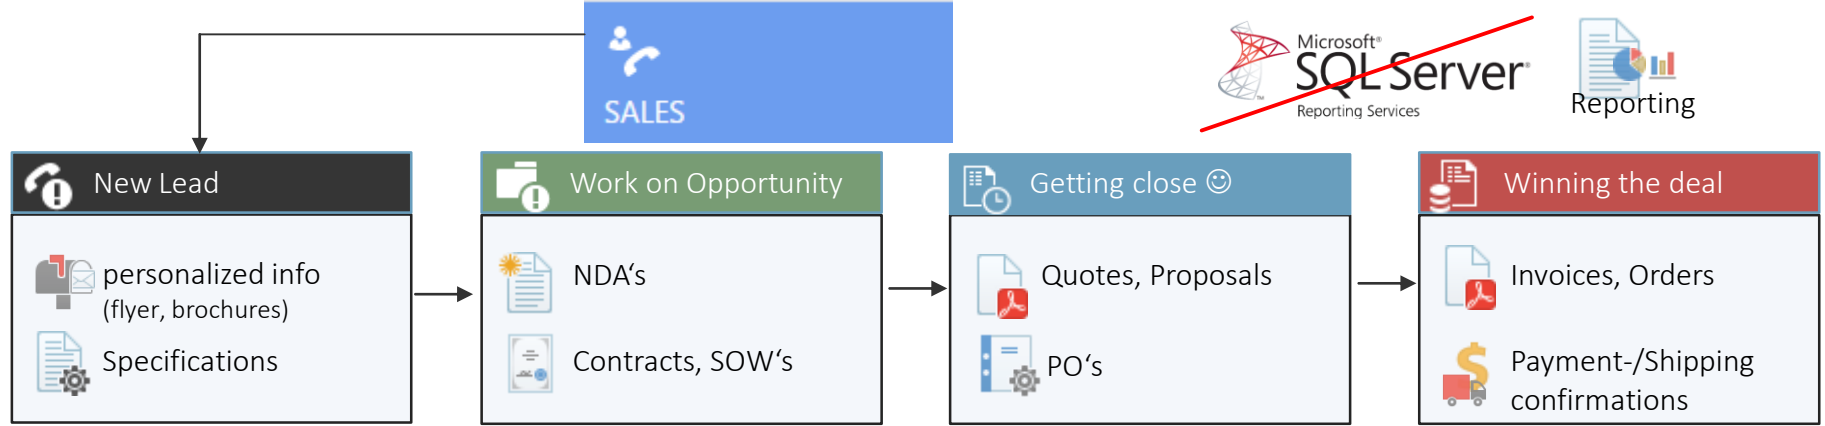 SALES
Microsoft®
SQL Server®
Reporting Services
Reporting
New Lead
personalized info
(flyer, brochures)
Specifications
Work on Opportunity
NDA‘s
Contracts, SOW‘s
Getting close ☺
Quotes, Proposals
PO‘s
Winning the deal
Invoices, Orders
Payment-/Shipping
confirmations